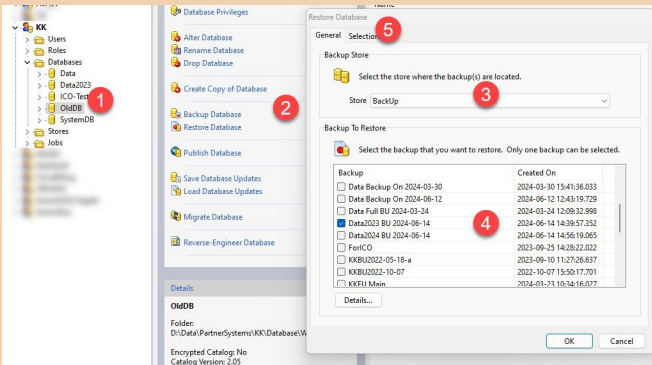 KK
Users
Roles
Databases
Data
Data2023
OldDB
SystemDB
Stores
Jobs
1
Database Privileges
Alter Database
Rename Database
Drop Database
Create Copy of Database
Backup Database
Restore Database
2
Publish Database
Save Database Updates
Load Database Updates
Migrate Database
Reverse-Engineer Database
Details
OldDB
Folder:
D:\Data\PartnerSystems\KK\Database\W
Encrypted Catalog: No
Catalog Version: 2.05
Name
Restore Database
General Selection
5
Backup Store
Select the store where the backup(s) are located.
Store BackUp
3
Backup To Restore
Select the backup that you want to restore. Only one backup can be selected.
Backup Created On
Data Backup On 2024-03-30 2024-03-30 15:41:36.033
Data Backup On 2024-06-12 2024-06-12 12:43:19.729
Data Full BU 2024-03-24 2024-03-24 12:09:32.998
Data2023 BU 2024-06-14 2024-06-14 14:39:57.352
Data2024 BU 2024-06-14 2024-06-14 14:56:19.065
4
ForICO 2023-09-25 14:28:22.022
KKBU2022-05-18-a 2023-09-10 11:27:26.637
KKBU2022-10-07 2022-10-07 15:50:17.701
KKEU Main 2024-03-23 10:34:16.027
Details...
OK Cancel